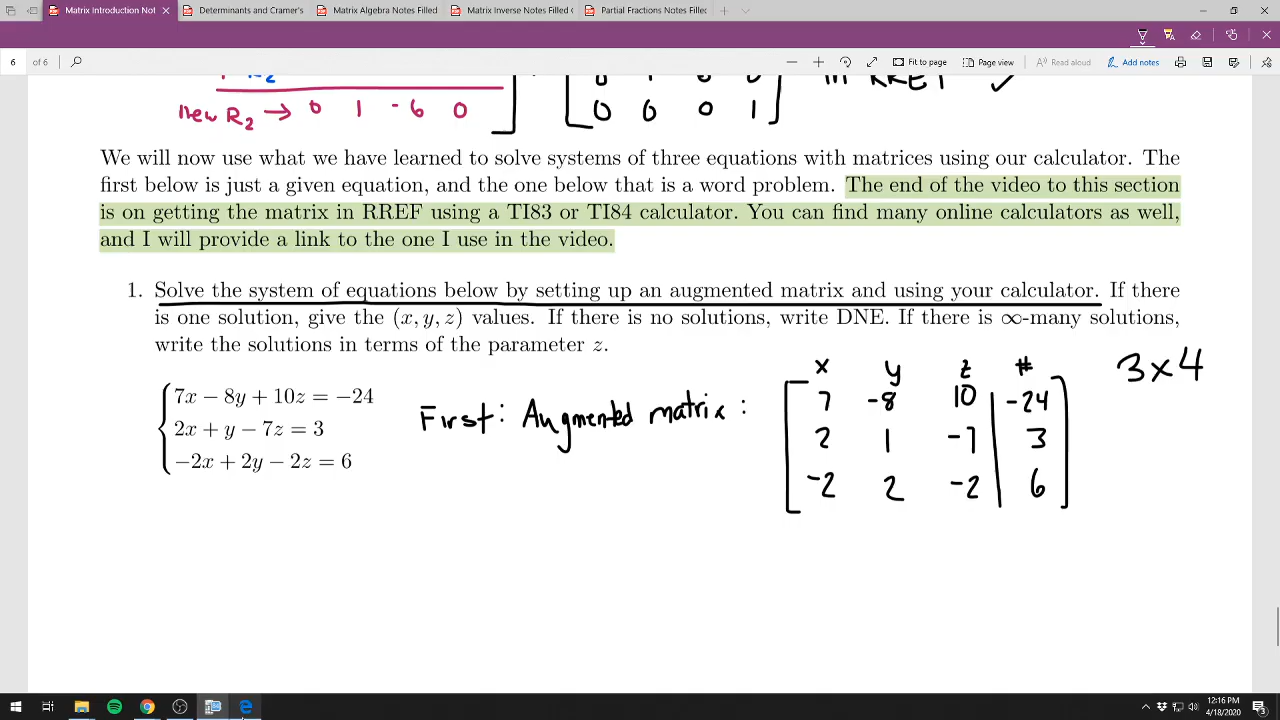 Matrix Introduction Not
Determinants and Cramer's
Matrix Algebra Notes Filled
Matrix Inverse Notes Filled
Partial Fractions Notes Filled
6 of 6
Fit to page
Page view
Read aloud
Add notes
R2
in RREF
new R2 → 0 1 -6 0
0 0 0 1
We will now use what we have learned to solve systems of three equations with matrices using our calculator. The
first below is just a given equation, and the one below that is a word problem. The end of the video to this section
is on getting the matrix in RREF using a TI83 or TI84 calculator. You can find many online calculators as well,
and I will provide a link to the one I use in the video.
1. Solve the system of equations below by setting up an augmented matrix and using your calculator. If there
is one solution, give the (x, y, z) values. If there is no solutions, write DNE. If there is ∞-many solutions,
write the solutions in terms of the parameter z.
x y z # 3x4
7x − 8y + 10z = −24
2x + y − 7z = 3
−2x + 2y − 2z = 6
First: Augmented matrix:
7 -8 10 -24
2 1 -7 3
-2 2 -2 6
12:16 PM
4/18/2020